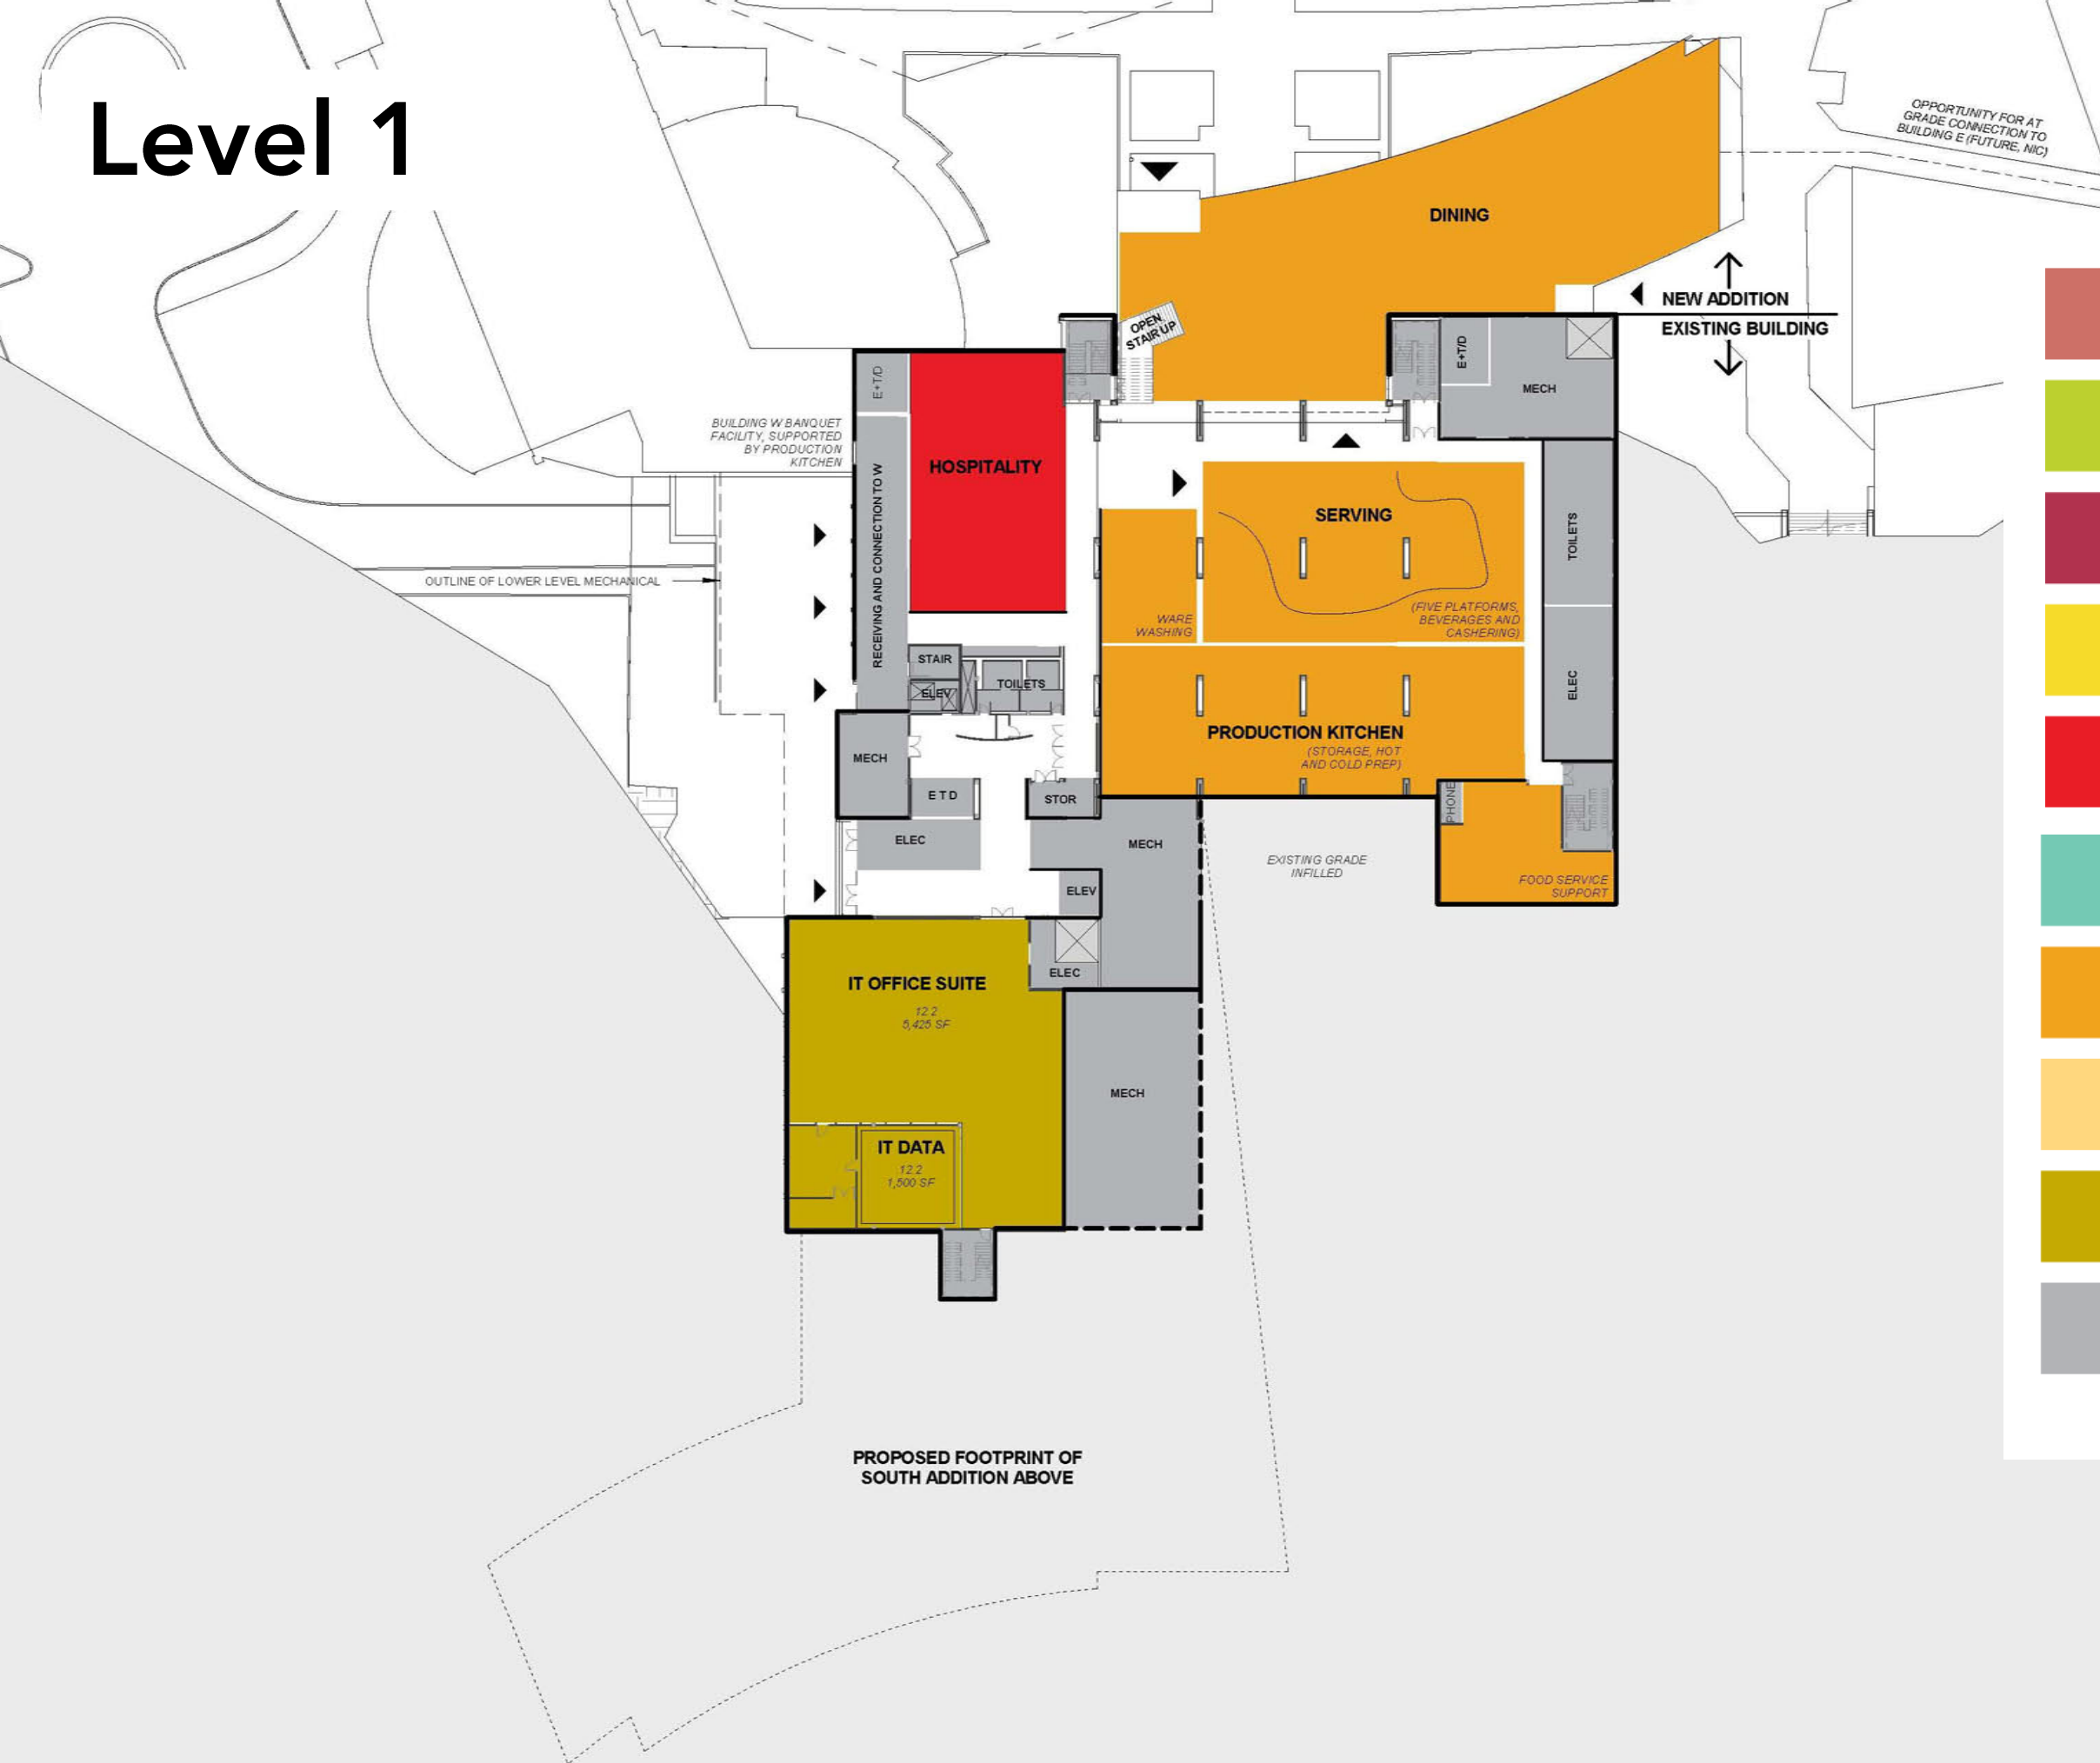 Level 1
OPPORTUNITY FOR AT
GRADE CONNECTION TO
BUILDING E (FUTURE, NIC)
DINING
NEW ADDITION
EXISTING BUILDING
OPEN
STAIR UP
E+T/D
MECH
E+T/D
BUILDING W BANQUET
FACILITY, SUPPORTED
BY PRODUCTION
KITCHEN
HOSPITALITY
RECEIVING AND CONNECTION TO W
SERVING
TOILETS
OUTLINE OF LOWER LEVEL MECHANICAL
WARE
WASHING
(FIVE PLATFORMS,
BEVERAGES AND
CASHERING)
STAIR
ELEV
TOILETS
ELEC
PRODUCTION KITCHEN
(STORAGE, HOT
AND COLD PREP)
MECH
E T D
STOR
PHONE
ELEC
MECH
EXISTING GRADE
INFILLED
FOOD SERVICE
SUPPORT
ELEV
ELEC
IT OFFICE SUITE
12.2
5,425 SF
MECH
IT DATA
12.2
1,500 SF
PROPOSED FOOTPRINT OF
SOUTH ADDITION ABOVE